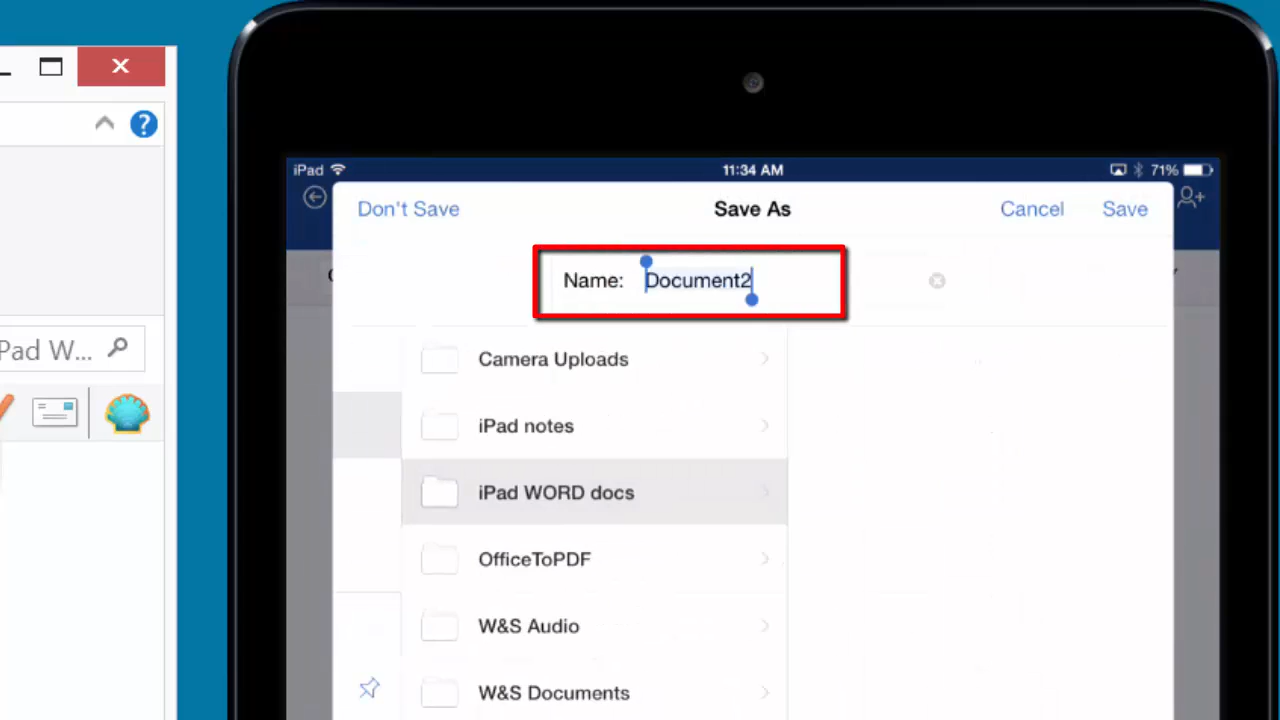 iPad
11:34 AM
71%
Don't Save
Save As
Cancel
Save
Name: Document2
Camera Uploads
iPad notes
iPad WORD docs
OfficeToPDF
W&S Audio
W&S Documents
?
Pad W...